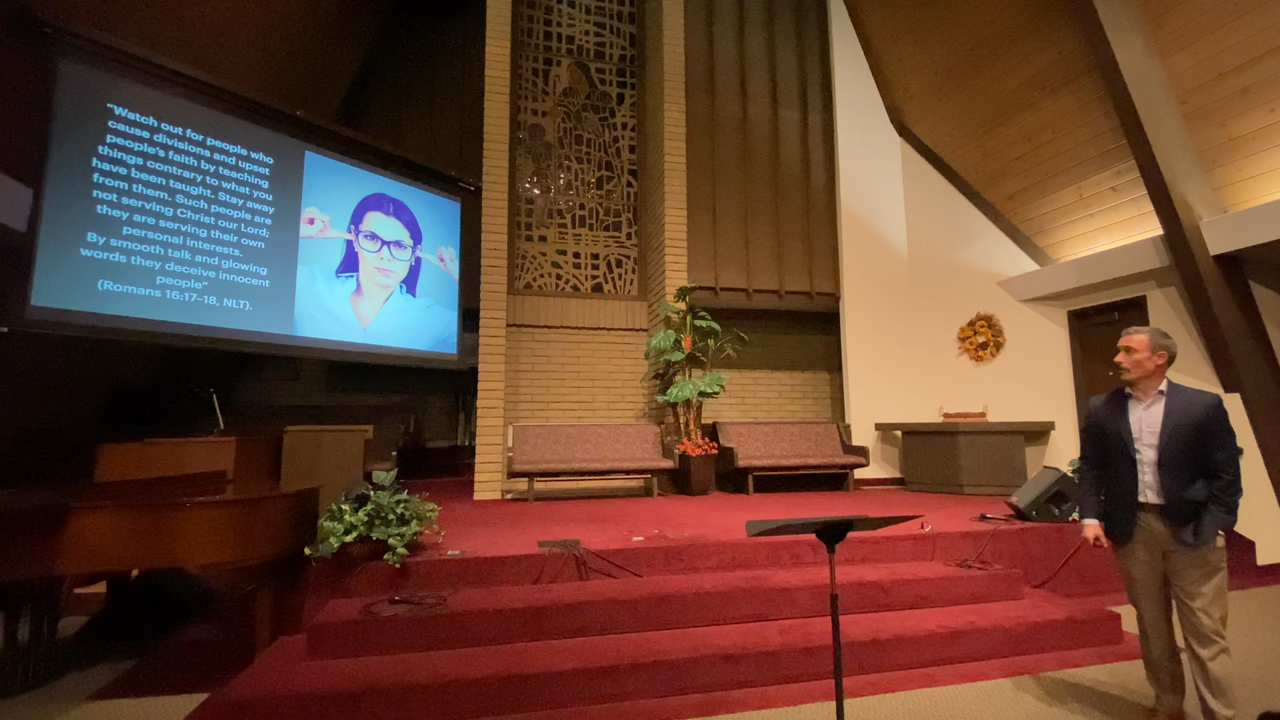 “Watch out for people who
cause divisions and upset
people’s faith by teaching
things contrary to what you
have been taught. Stay away
from them. Such people are
not serving Christ our Lord;
they are serving their own
personal interests.
By smooth talk and glowing
words they deceive innocent
people”
(Romans 16:17–18, NLT).